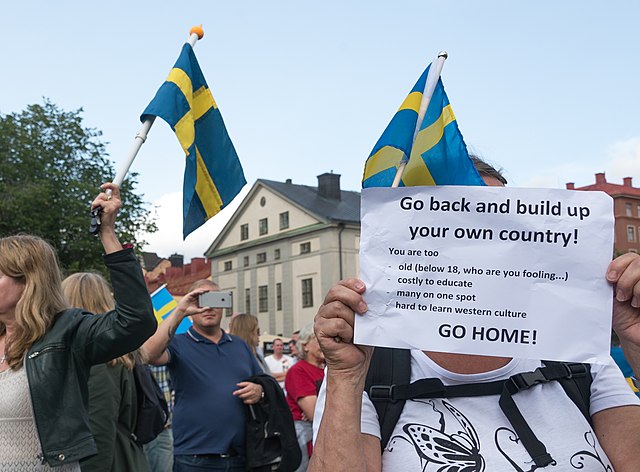 Go back and build up
your own country!
You are too
- old (below 18, who are you fooling...)
- costly to educate
- many on one spot
- hard to learn western culture
GO HOME!